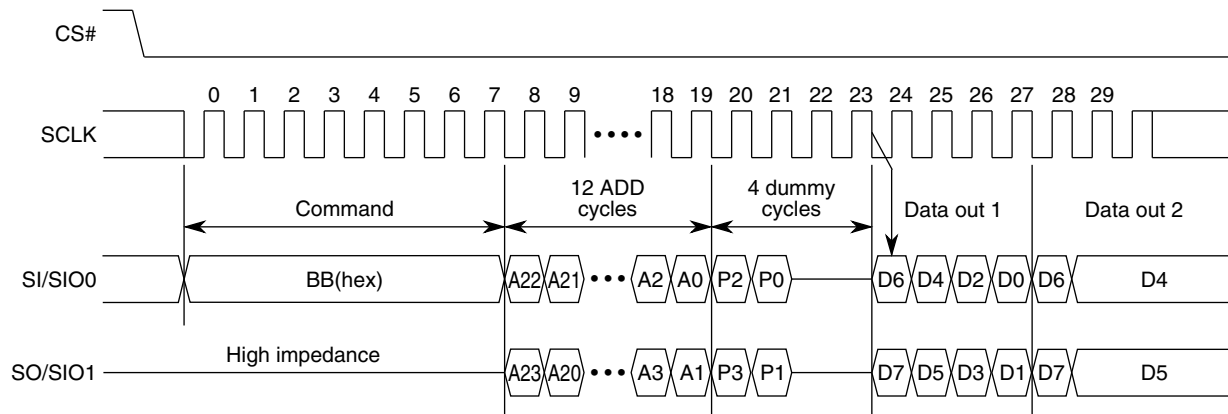 CS#
0 1 2 3 4 5 6 7 8 9 18 19 20 21 22 23 24 25 26 27 28 29
SCLK
12 ADD
cycles
4 dummy
cycles
Command
Data out 1
Data out 2
SI/SIO0
BB(hex)
A22 A21 A2 A0 P2 P0 D6 D4 D2 D0 D6 D4
High impedance
SO/SIO1
A23 A20 A3 A1 P3 P1 D7 D5 D3 D1 D7 D5